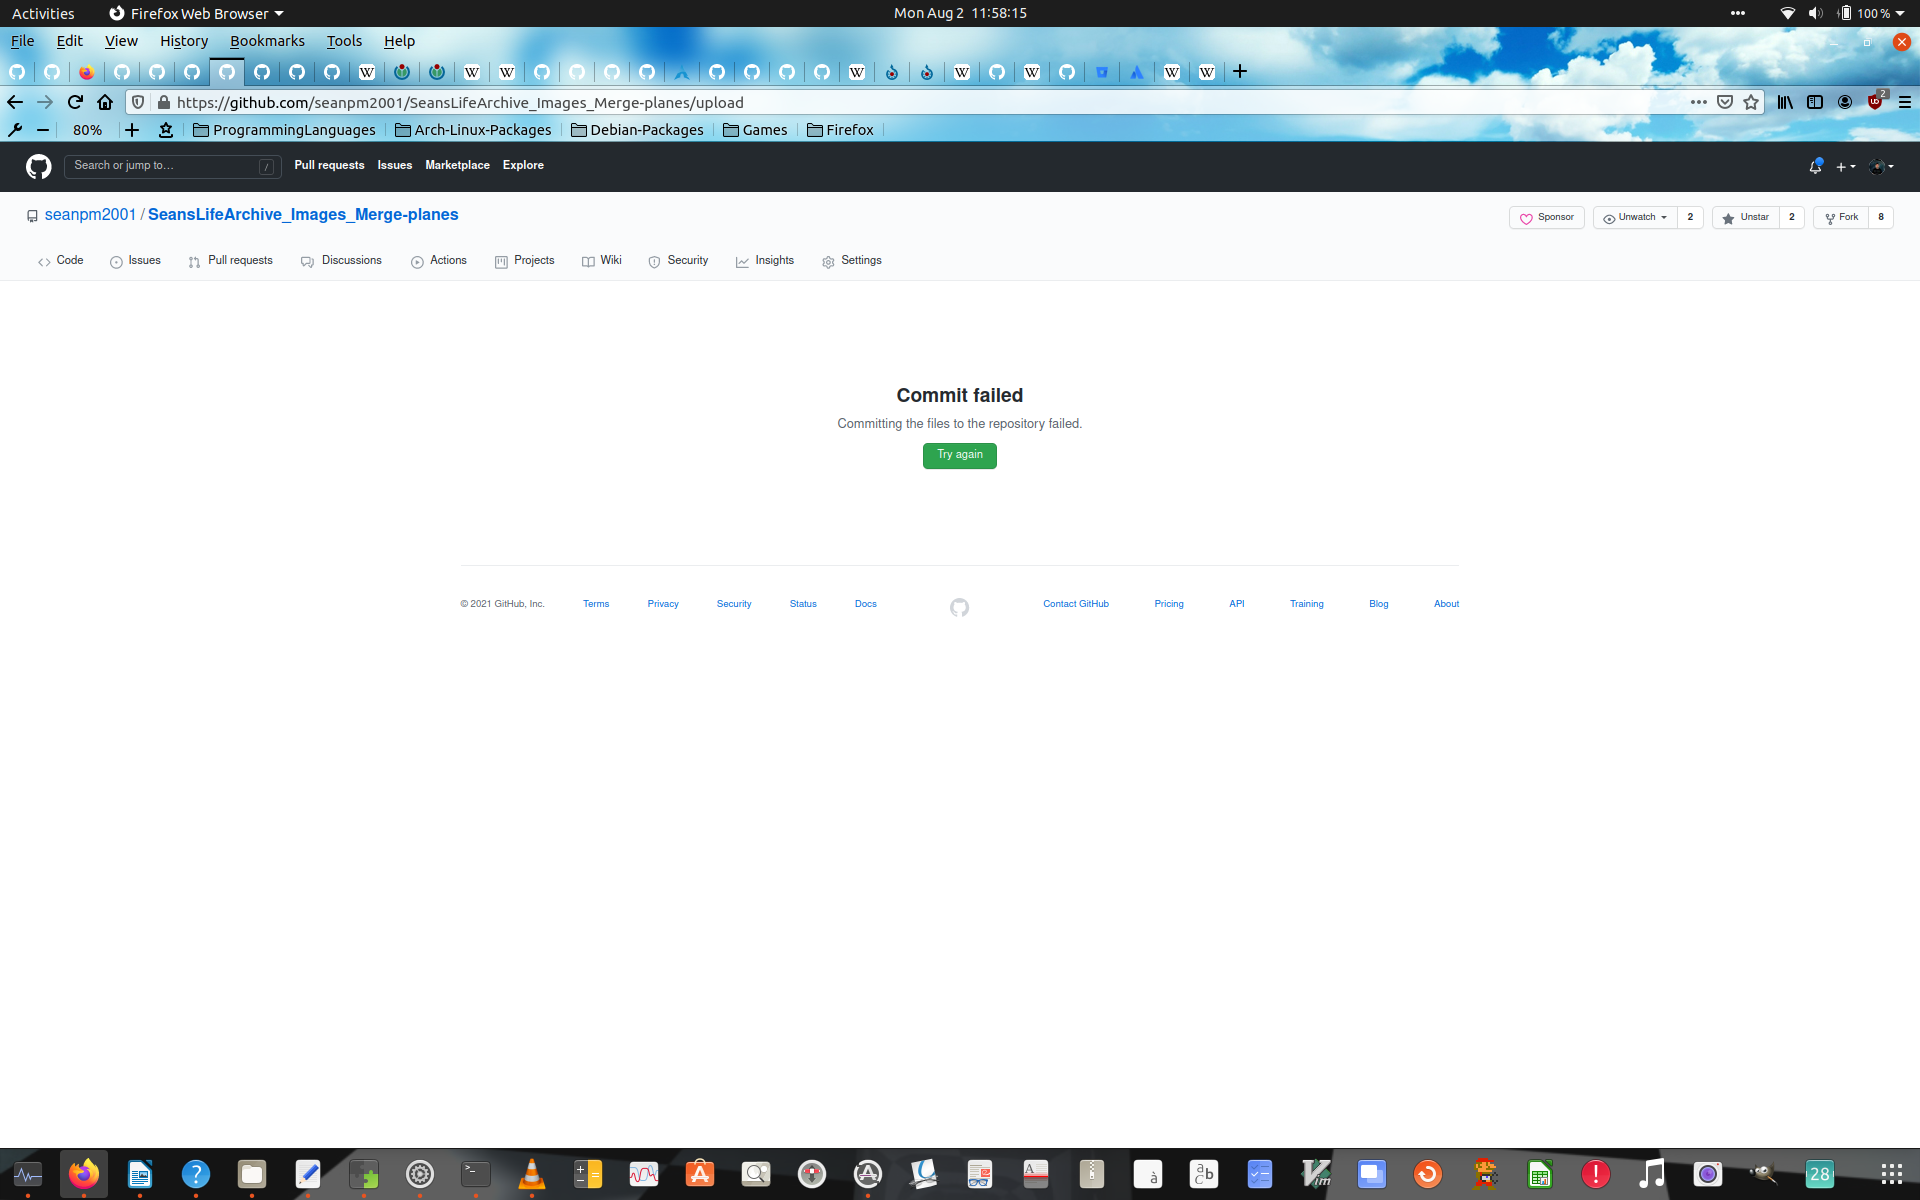 Activities Firefox Web Browser Mon Aug 2 11:58:15 100 %
File Edit View History Bookmarks Tools Help
W W W W W W W W
https://github.com/seanpm2001/SeansLifeArchive_Images_Merge-planes/upload 2
80% ProgrammingLanguages Arch-Linux-Packages Debian-Packages Games Firefox
Search or jump to... / Pull requests Issues Marketplace Explore
seanpm2001 / SeansLifeArchive_Images_Merge-planes Sponsor Unwatch 2 Unstar 2 Fork 8
Code Issues Pull requests Discussions Actions Projects Wiki Security Insights Settings
Commit failed
Committing the files to the repository failed.
Try again
© 2021 GitHub, Inc. Terms Privacy Security Status Docs Contact GitHub Pricing API Training Blog About
28